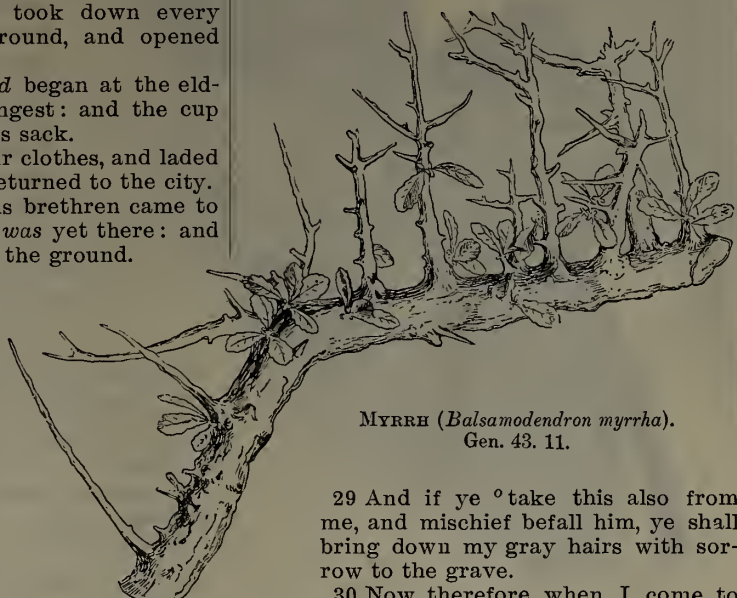 took down every
round, and opened
d began at the eld-
ngest: and the cup
s sack.
r clothes, and laded
eturned to the city.
s brethren came to
was yet there: and
the ground.
MYRRH (Balsamodendron myrrha).
Gen. 43. 11.
29 And if ye °take this also from
me, and mischief befall him, ye shall
bring down my gray hairs with sor-
row to the grave.
30 Now therefore when I come to